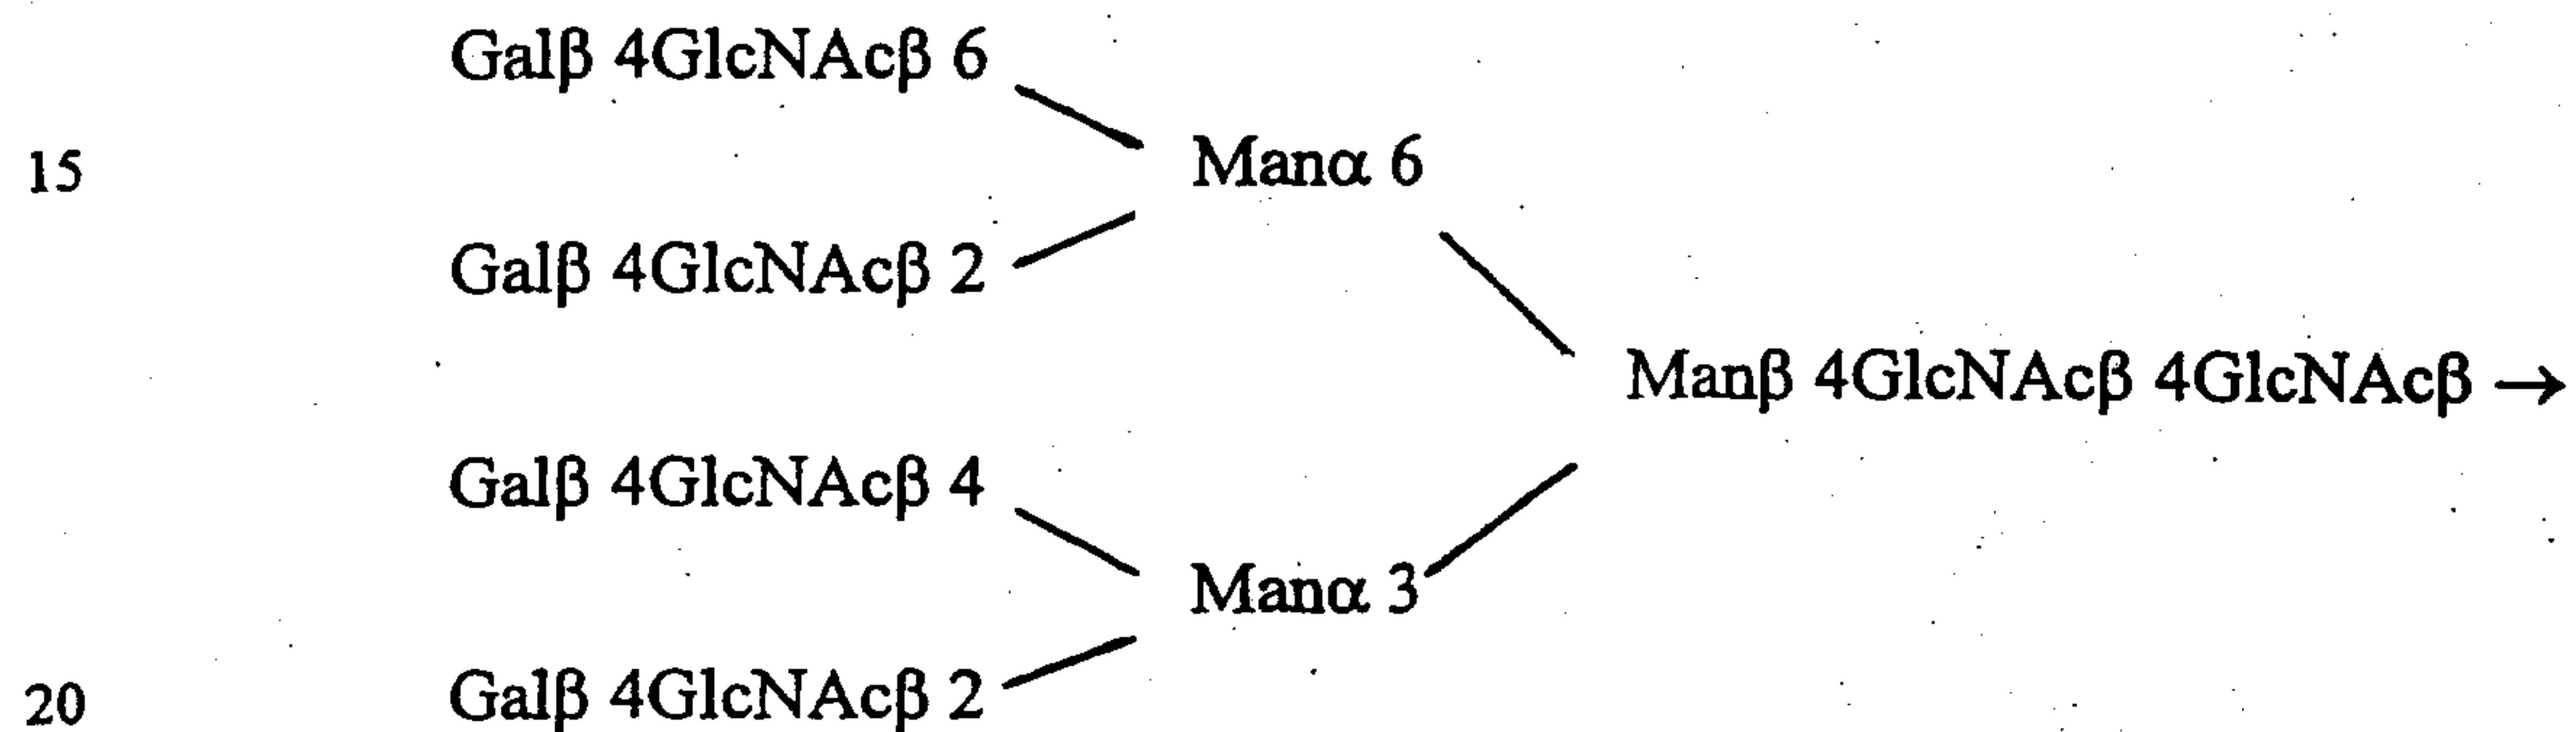 Galβ 4GlcNAcβ 6
15 Manα 6
Galβ 4GlcNAcβ 2
Manβ 4GlcNAcβ 4GlcNAcβ →
Galβ 4GlcNAcβ 4
Manα 3
20 Galβ 4GlcNAcβ 2